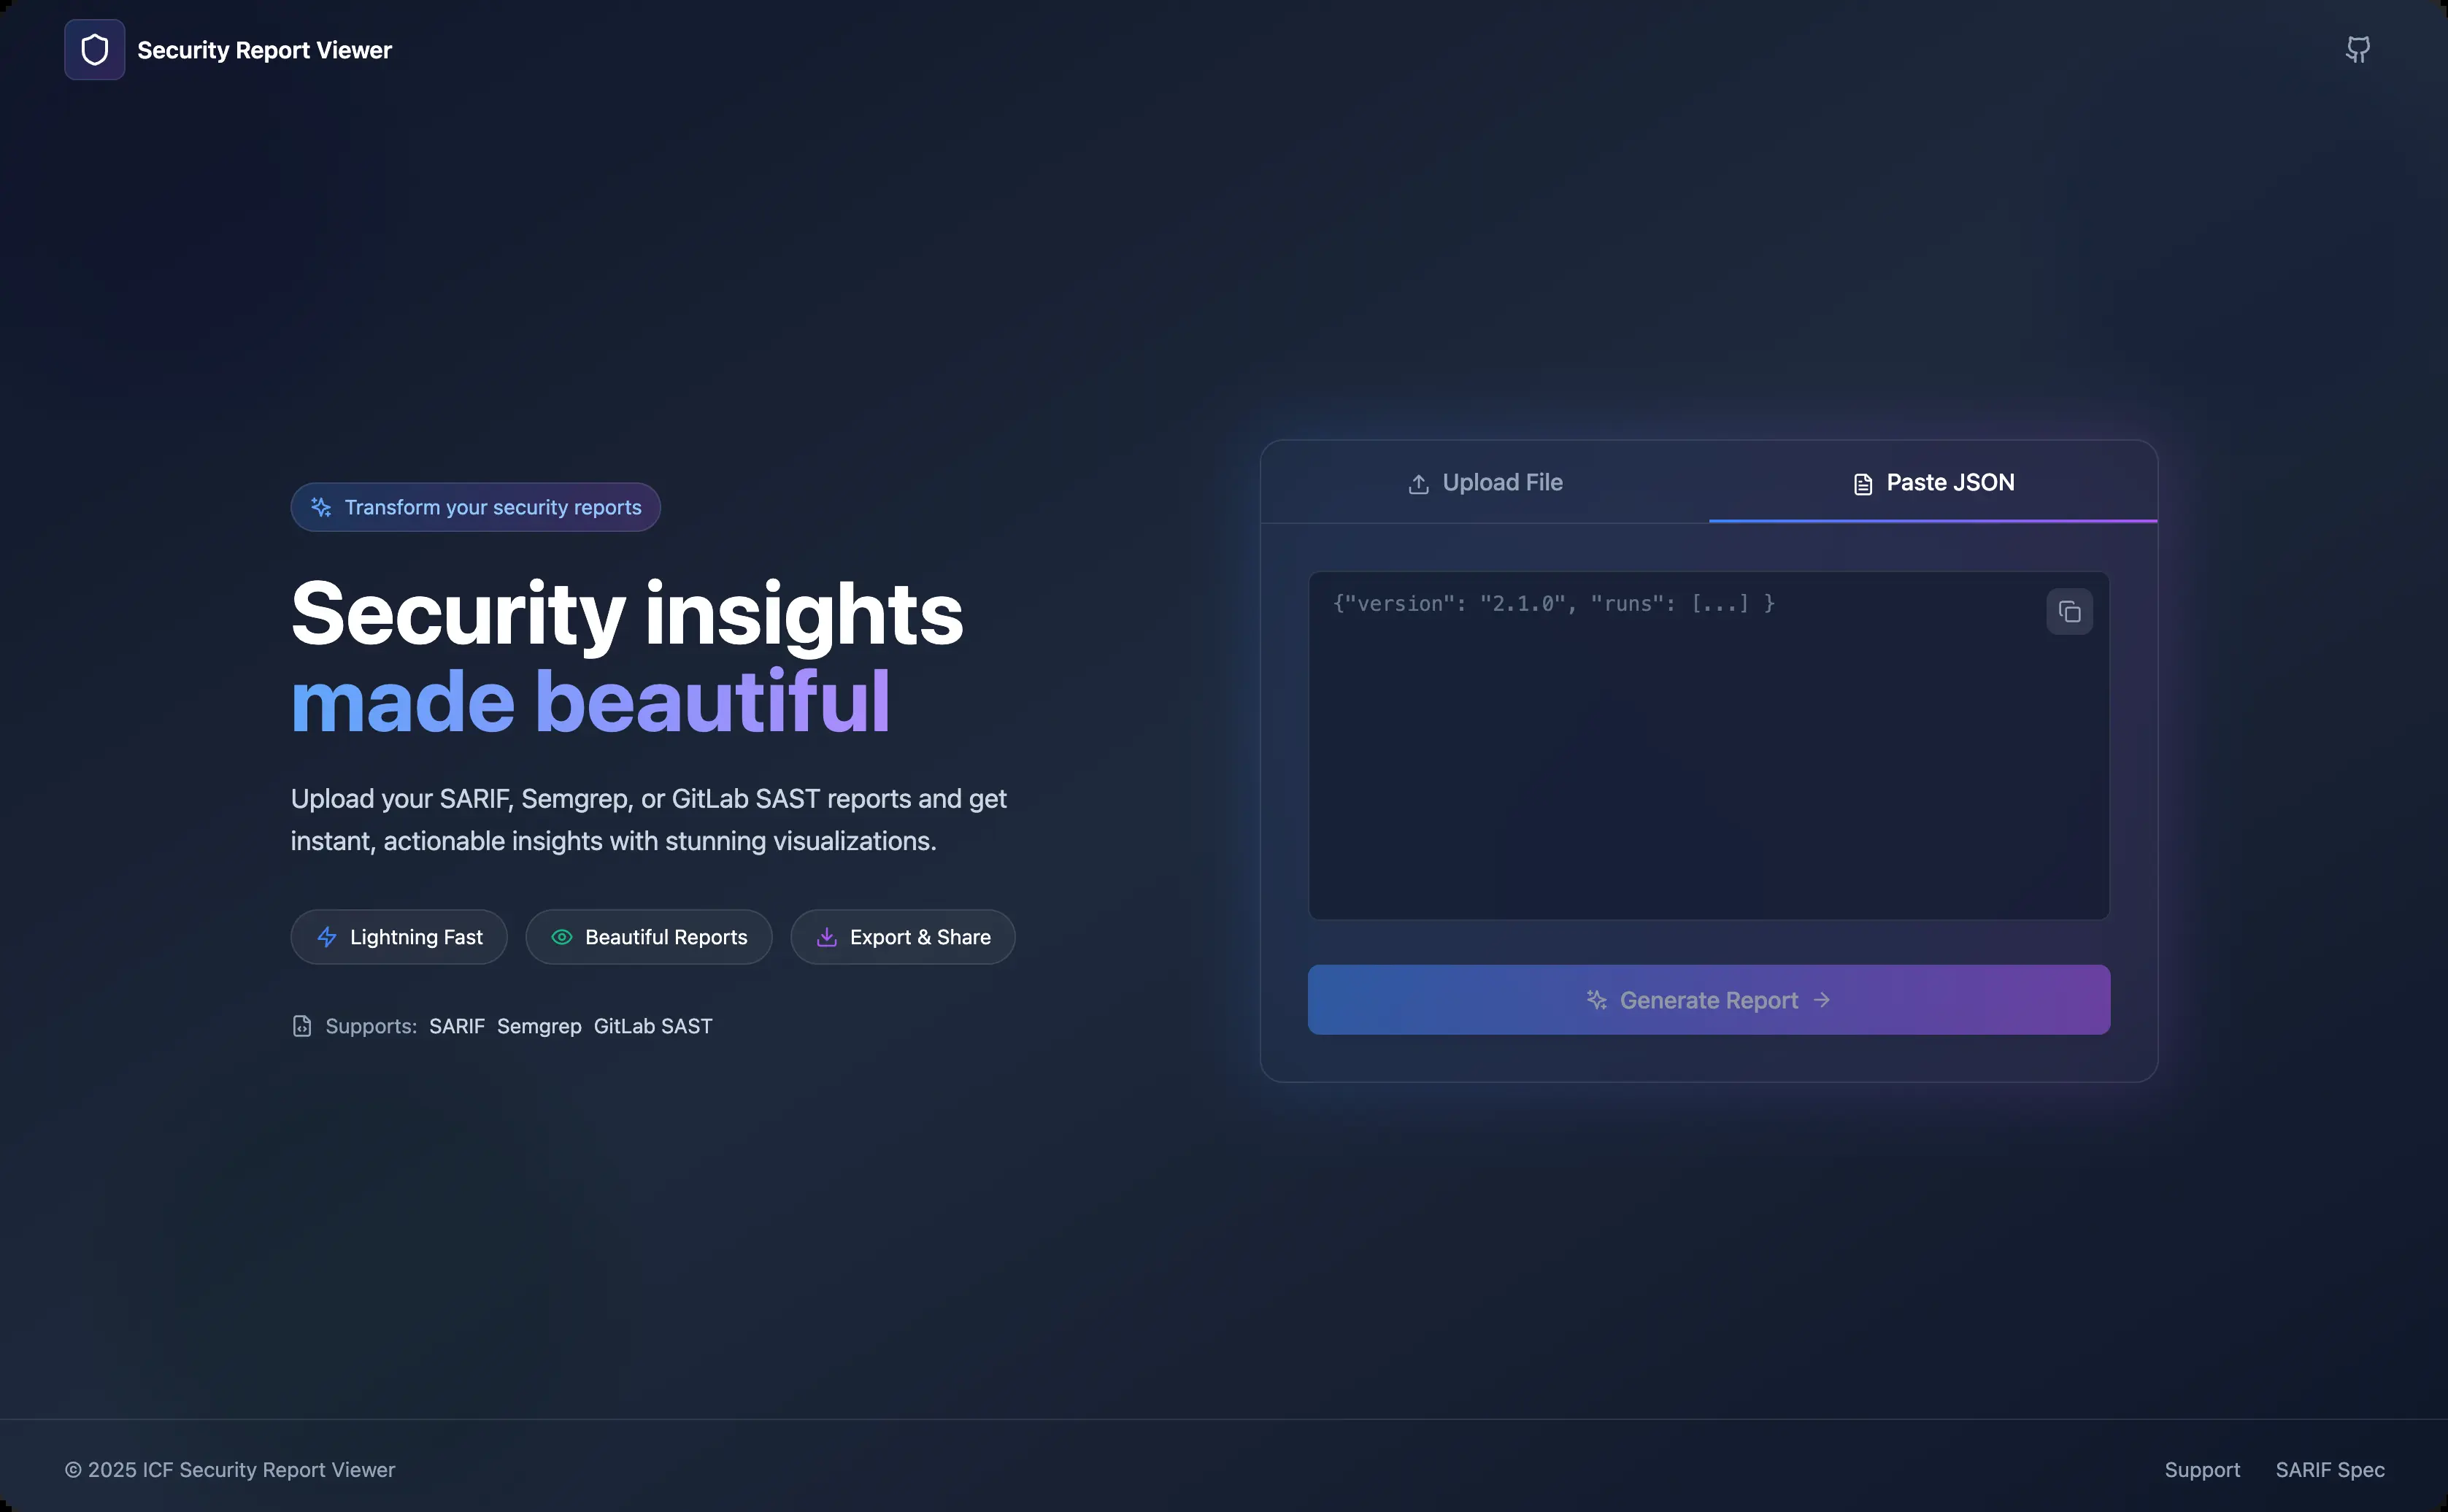 Security Report Viewer
Transform your security reports
Security insights
made beautiful
Upload your SARIF, Semgrep, or GitLab SAST reports and get
instant, actionable insights with stunning visualizations.
Lightning Fast
Beautiful Reports
Export & Share
Supports: SARIF Semgrep GitLab SAST
Upload File
Paste JSON
{"version": "2.1.0", "runs": [...] }
Generate Report
© 2025 ICF Security Report Viewer
Support
SARIF Spec